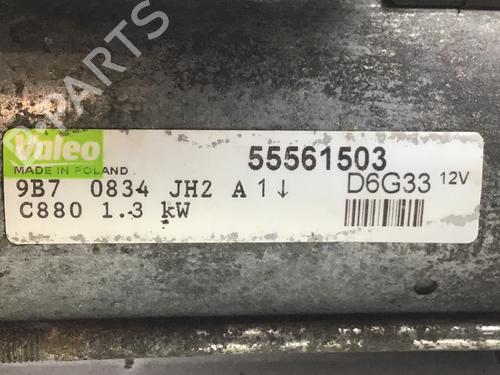 PARTS
Valeo
MADE IN POLAND
55561503
9B7 0834 JH2 A 1↓
D6G33 12V
C880 1.3 kW